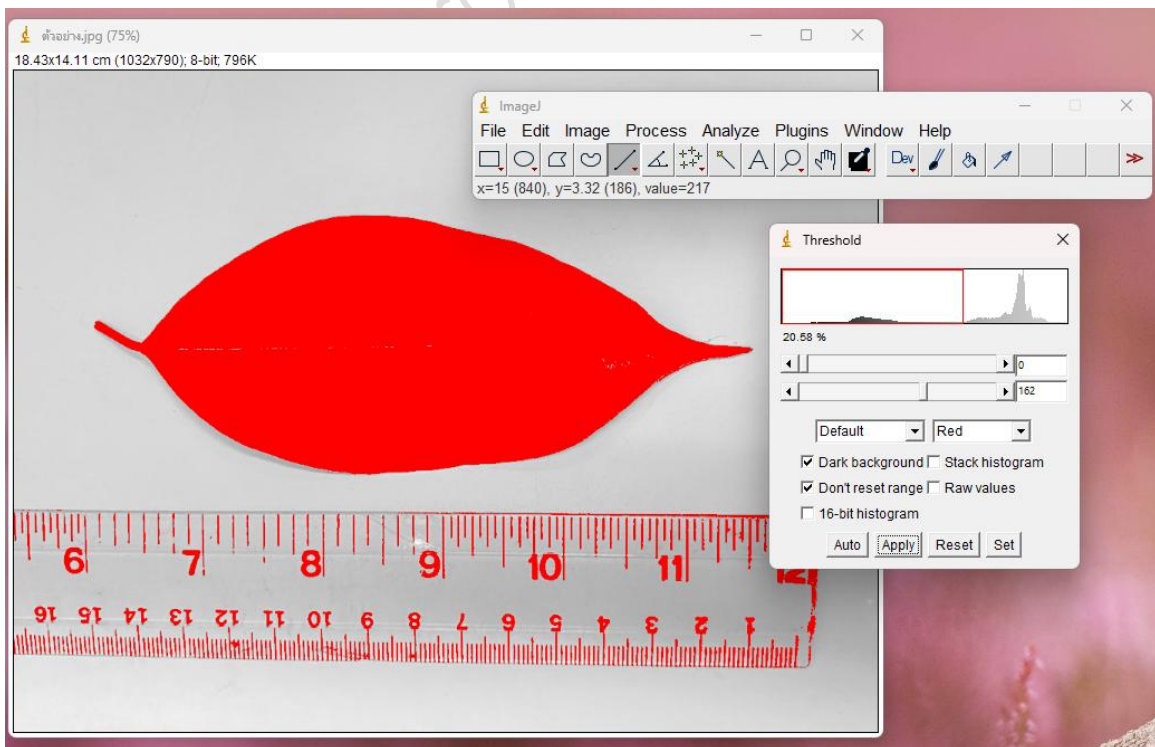 ตัวอย่าง.jpg (75%)
18.43x14.11 cm (1032x790); 8-bit; 796K
ImageJ
File Edit Image Process Analyze Plugins Window Help
A Dev
x=15 (840), y=3.32 (186), value=217
Threshold
20.58 %
0
162
Default Red
Dark background Stack histogram
Don't reset range Raw values
16-bit histogram
Auto Apply Reset Set
6 7 8 9 10 11
16 15 14 13 12 11 10 9 8 7 6 5 4 3 2 1